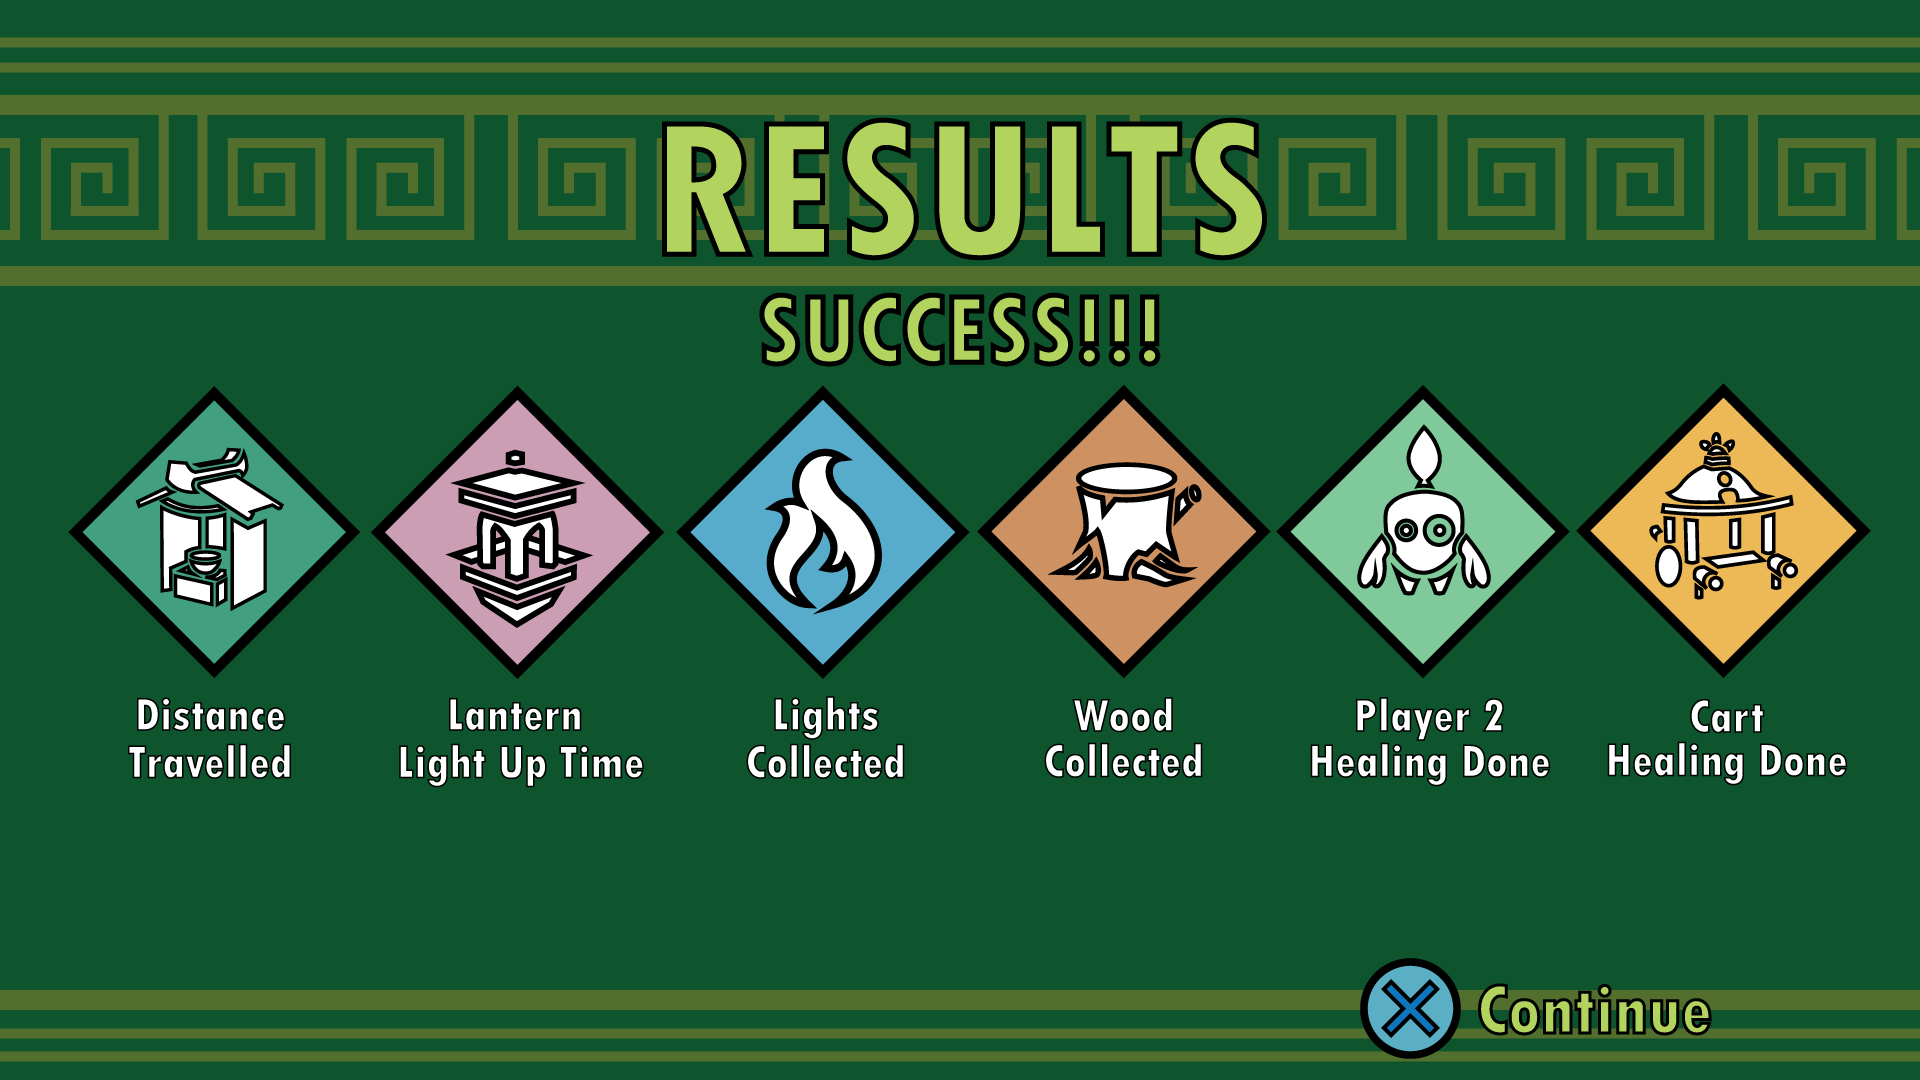 RESULTS
SUCCESS!!!
Distance
Travelled
Lantern
Light Up Time
Lights
Collected
Wood
Collected
Player 2
Healing Done
Cart
Healing Done
Continue